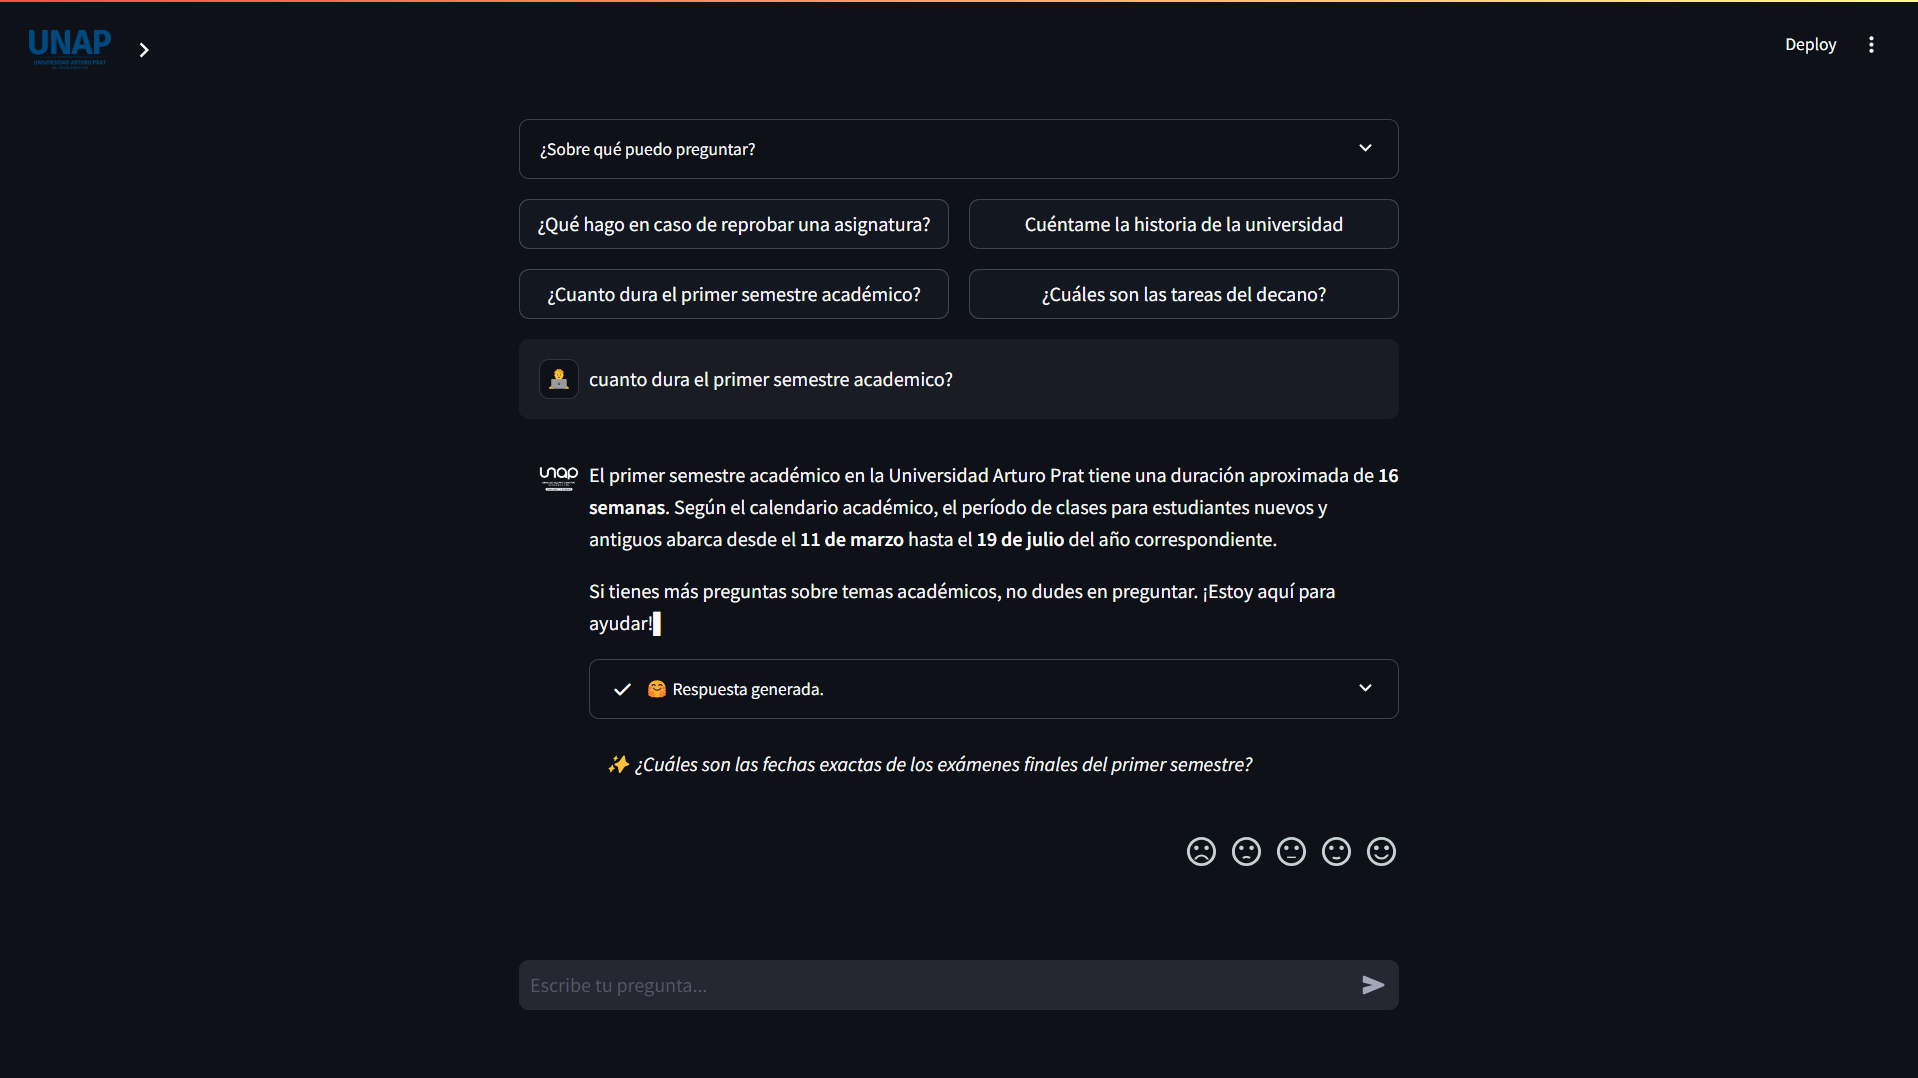 UNAP
UNIVERSIDAD ARTURO PRAT
Deploy
¿Sobre qué puedo preguntar?
¿Qué hago en caso de reprobar una asignatura?
Cuéntame la historia de la universidad
¿Cuanto dura el primer semestre académico?
¿Cuáles son las tareas del decano?
cuanto dura el primer semestre academico?
unap
El primer semestre académico en la Universidad Arturo Prat tiene una duración aproximada de 16
semanas. Según el calendario académico, el período de clases para estudiantes nuevos y
antiguos abarca desde el 11 de marzo hasta el 19 de julio del año correspondiente.
Si tienes más preguntas sobre temas académicos, no dudes en preguntar. ¡Estoy aquí para
ayudar!
🤗 Respuesta generada.
✨ ¿Cuáles son las fechas exactas de los exámenes finales del primer semestre?
Escribe tu pregunta...